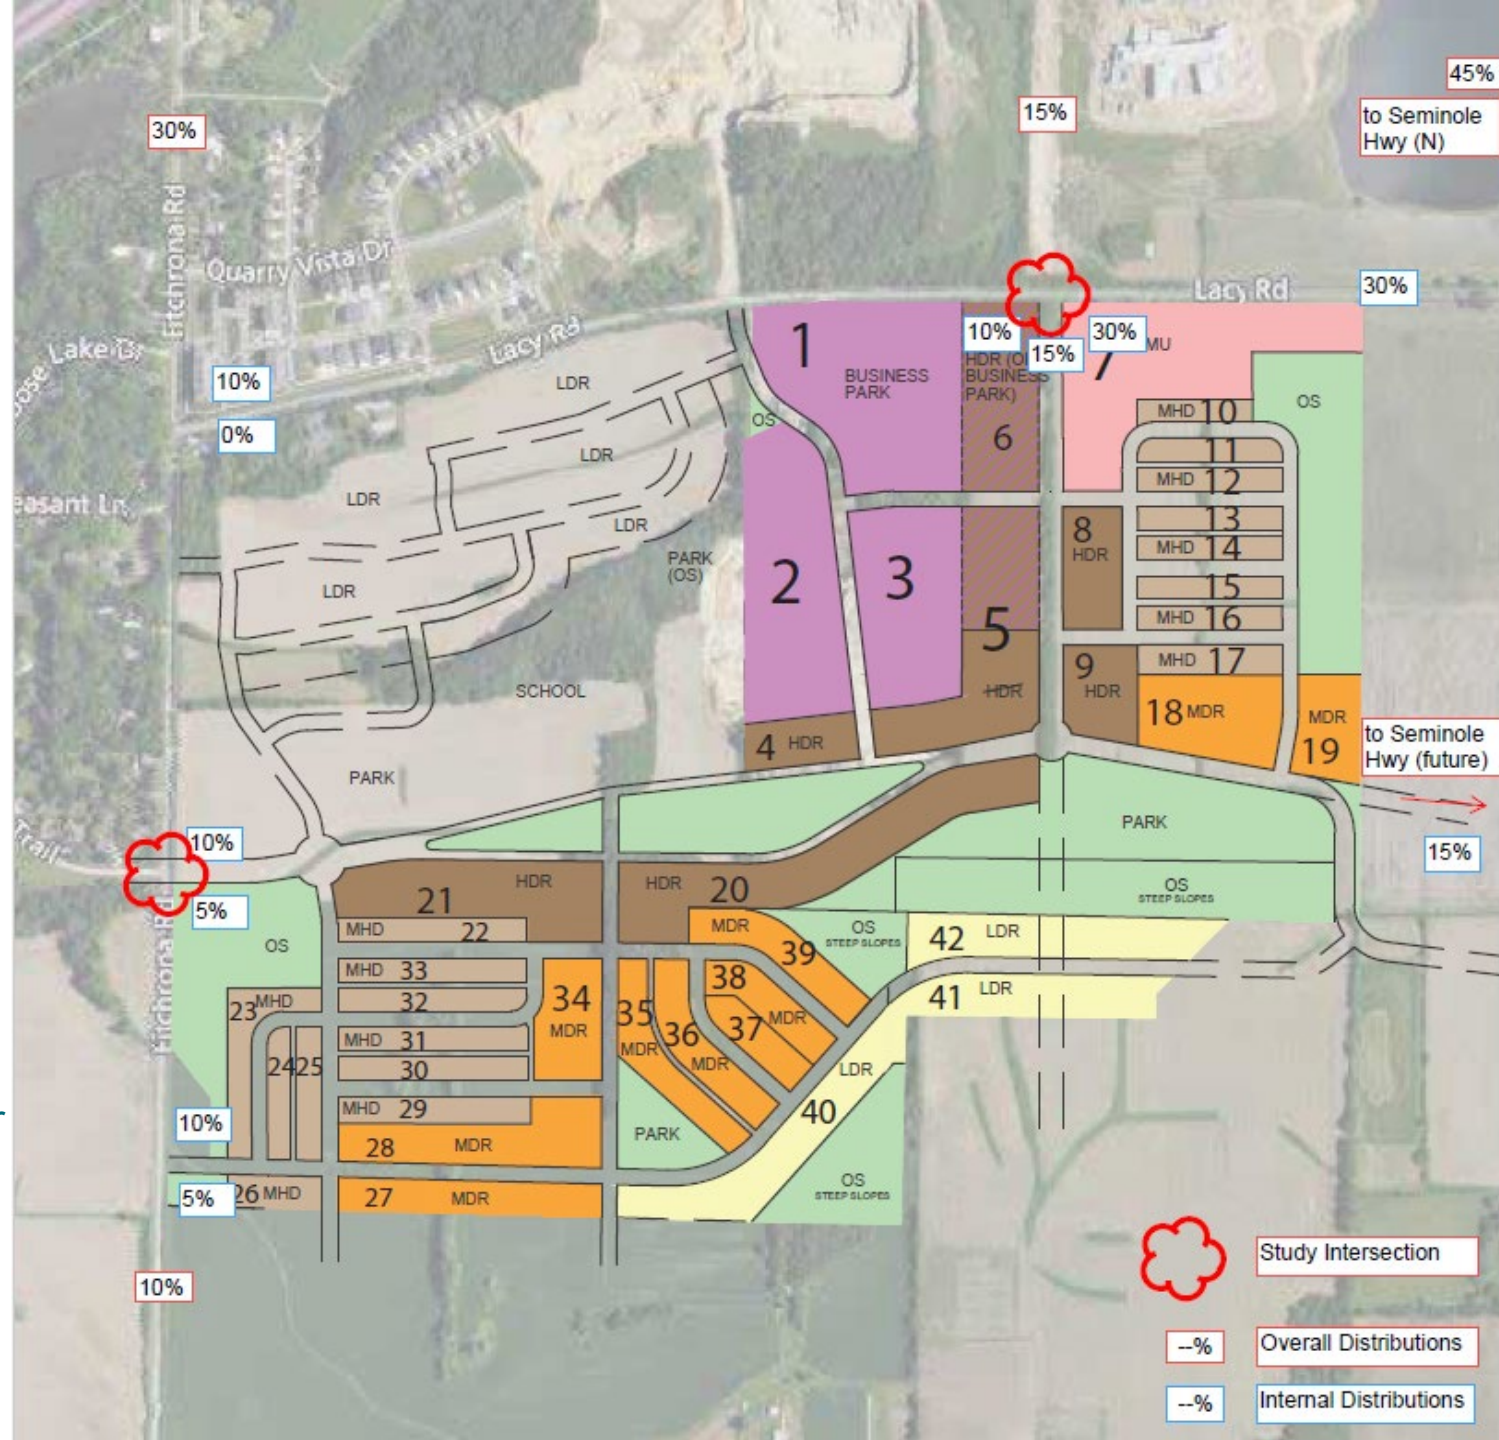 45%
to Seminole
Hwy (N)
30%
15%
Fitchrona Rd
Quarry Vista Dr
Lacy Rd
30%
Lacy Rd
Lake Dr
10%
0%
LDR
1
BUSINESS
PARK
10%
15%
30%
HDR (O
BUSINESS
PARK)
6
7
MU
OS
MHD 10
11
MHD 12
13
MHD 14
15
MHD 16
MHD 17
OS
LDR
LDR
LDR
LDR
Ln
PARK
(OS)
2
3
5
HDR
8
HDR
9
HDR
18 MDR
MDR
19
to Seminole
Hwy (future)
15%
SCHOOL
PARK
4 HDR
PARK
Trail
10%
5%
OS
STEEP SLOPES
21
HDR
HDR
20
MHD 22
MDR
39
OS
STEEP SLOPES
42 LDR
41 LDR
OS
MHD 33
32
MHD 31
30
MHD 29
34
MDR
35
MDR
36
MDR
38
37 MDR
LDR
40
23 MHD
24 25
10%
28 MDR
PARK
5%
26 MHD
27 MDR
OS
STEEP SLOPES
10%
Study Intersection
--% Overall Distributions
--% Internal Distributions